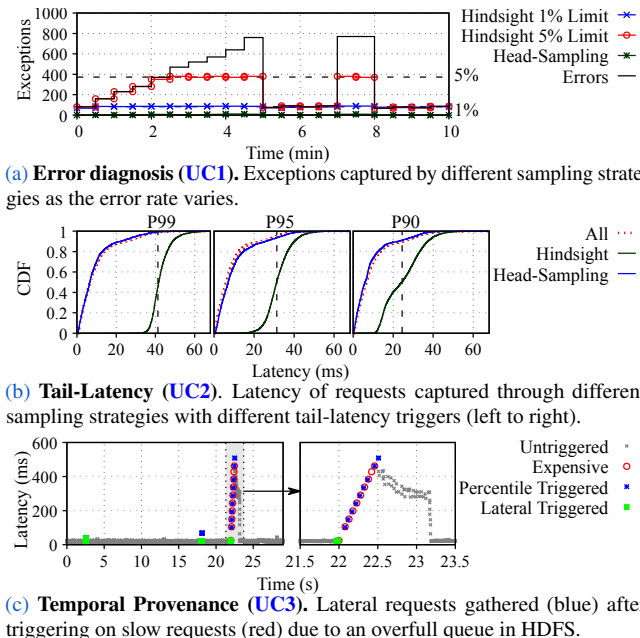 Exceptions
1000
800
600
400
200
0
0
2
4
6
8
10
Time (min)
5%
1%
Hindsight 1% Limit
Hindsight 5% Limit
Head-Sampling
Errors
(a) Error diagnosis (UC1). Exceptions captured by different sampling strate-
gies as the error rate varies.
P99
P95
P90
CDF
1
0.8
0.6
0.4
0.2
0
0 20 40 60
0 20 40 60
0 20 40 60
Latency (ms)
All
Hindsight
Head-Sampling
(b) Tail-Latency (UC2). Latency of requests captured through differen
sampling strategies with different tail-latency triggers (left to right).
Latency (ms)
600
400
200
0
0 5 10 15 20 25
21.5 22 22.5 23 23.5
Time (s)
Untriggered
Expensive
Percentile Triggered
Lateral Triggered
(c) Temporal Provenance (UC3). Lateral requests gathered (blue) after
triggering on slow requests (red) due to an overfull queue in HDFS.